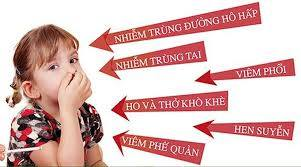 NHIỄM TRÙNG ĐƯỜNG HÔ HẤP
NHIỄM TRÙNG TAI
VIÊM PHỔI
HO VÀ THỞ KHÒ KHÈ
HEN SUYỄN
VIÊM PHẾ QUẢN